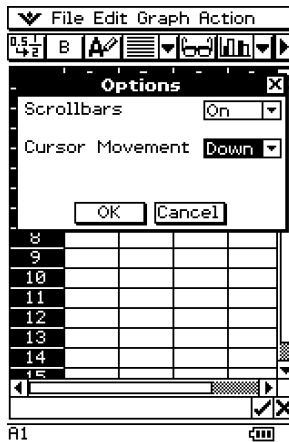 File Edit Graph Action
0.5 1/2 B A
Options
Scrollbars On
Cursor Movement Down
OK Cancel
8
9
10
11
12
13
14
15
A1